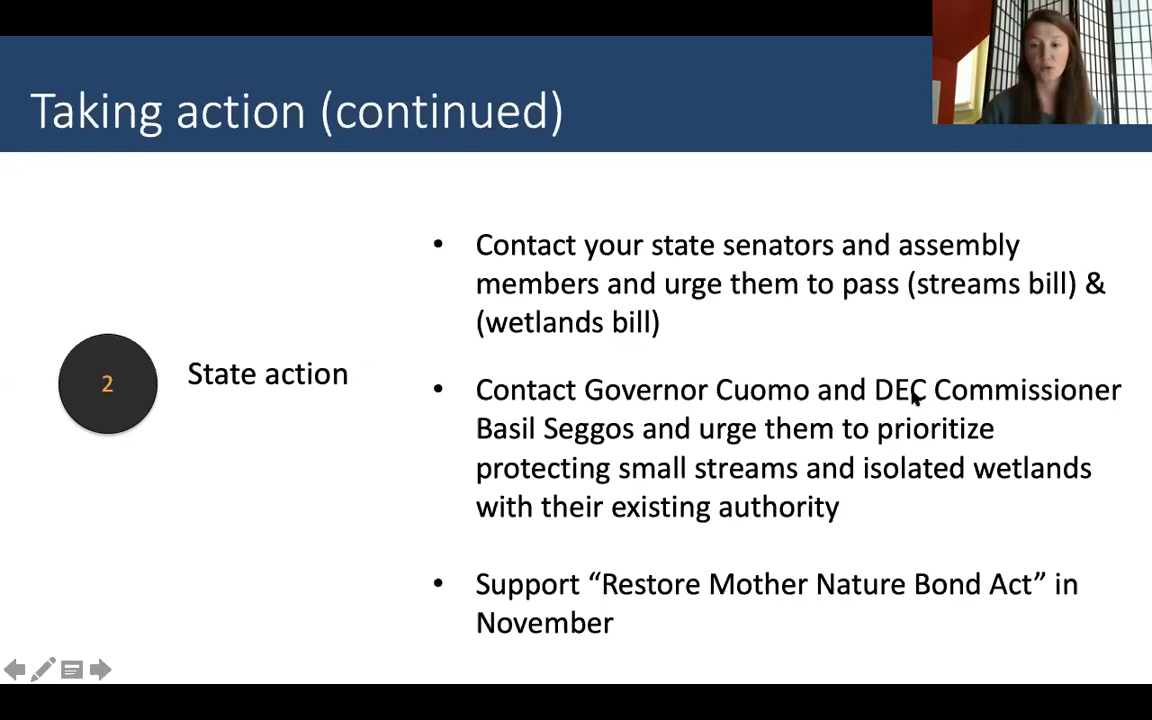 Taking action (continued)
• Contact your state senators and assembly
members and urge them to pass (streams bill) &
(wetlands bill)
2
State action
• Contact Governor Cuomo and DEC Commissioner
Basil Seggos and urge them to prioritize
protecting small streams and isolated wetlands
with their existing authority
• Support “Restore Mother Nature Bond Act” in
November